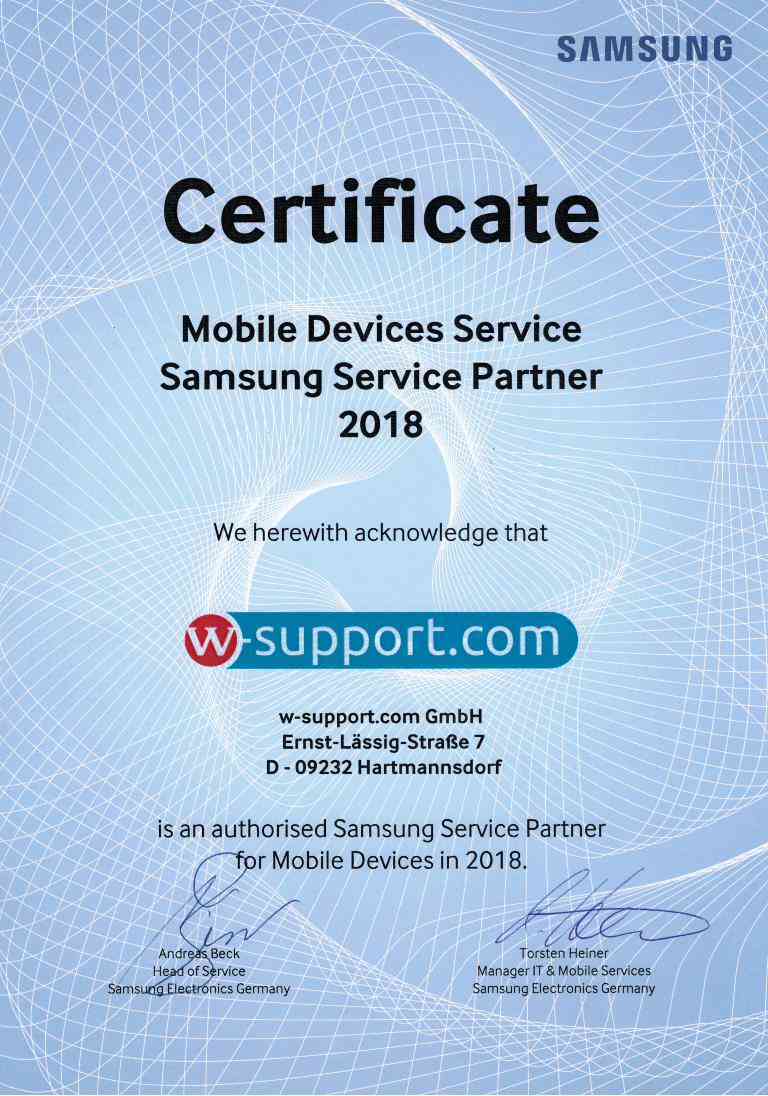 SAMSUNG
Certificate
Mobile Devices Service
Samsung Service Partner
2018
We herewith acknowledge that
w-support.com
w-support.com GmbH
Ernst-Lässig-Straße 7
D - 09232 Hartmannsdorf
is an authorised Samsung Service Partner
for Mobile Devices in 2018.
Andreas Beck
Head of Service
Samsung Electronics Germany
Torsten Heiner
Manager IT & Mobile Services
Samsung Electronics Germany